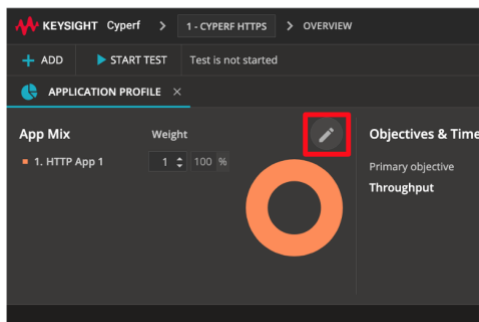 KEYSIGHT Cyperf > 1 - CYPERF HTTPS > OVERVIEW
+ ADD START TEST Test is not started
APPLICATION PROFILE ×
App Mix Weight Objectives & Time
1. HTTP App 1 1 100 % Primary objective
Throughput